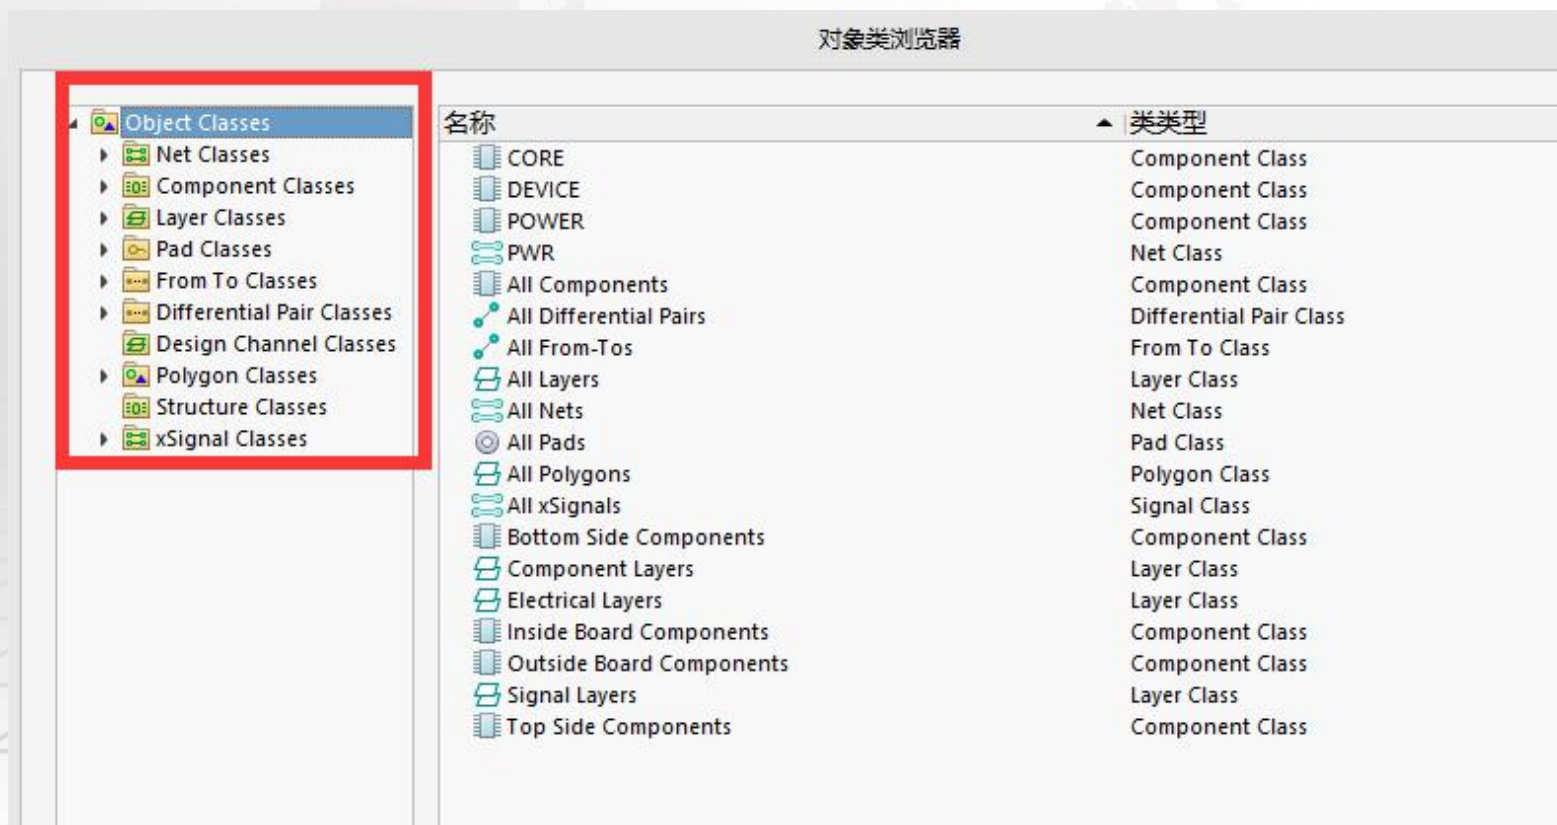 对象类浏览器
Object Classes
Net Classes
Component Classes
Layer Classes
Pad Classes
From To Classes
Differential Pair Classes
Design Channel Classes
Polygon Classes
Structure Classes
xSignal Classes
名称 类类型
CORE Component Class
DEVICE Component Class
POWER Component Class
PWR Net Class
All Components Component Class
All Differential Pairs Differential Pair Class
All From-Tos From To Class
All Layers Layer Class
All Nets Net Class
All Pads Pad Class
All Polygons Polygon Class
All xSignals Signal Class
Bottom Side Components Component Class
Component Layers Layer Class
Electrical Layers Layer Class
Inside Board Components Component Class
Outside Board Components Component Class
Signal Layers Layer Class
Top Side Components Component Class